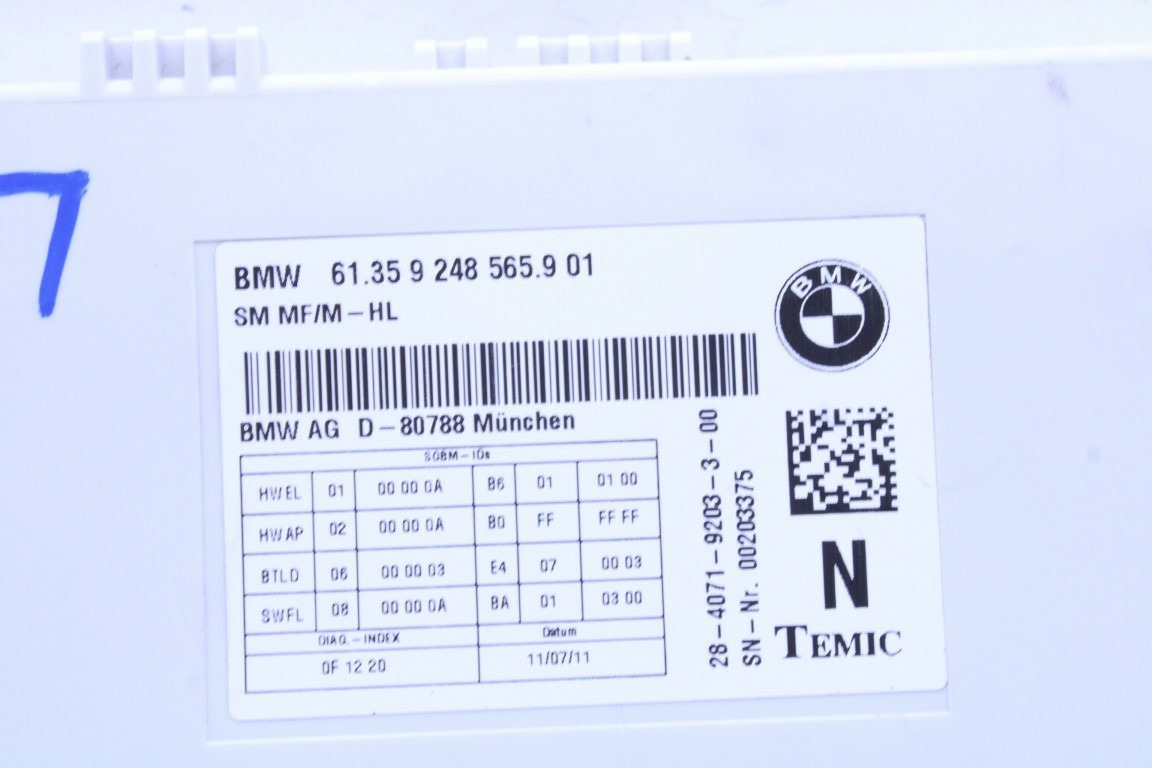 7
BMW 61.35 9 248 565.9 01
SM MF/M-HL
BMW
BMW AG D-80788 München
SGBM-IDs
HWEL 01 00 00 0A B6 01 01 00
HWAP 02 00 00 0A B0 FF FF FF
BTLD 06 00 00 03 E4 07 00 03
SWFL 08 00 00 0A BA 01 03 00
DIAG.-INDEX Datum
0F 12 20 11/07/11
28-4071-9203-3-00
SN-Nr. 00203375
N
TEMIC